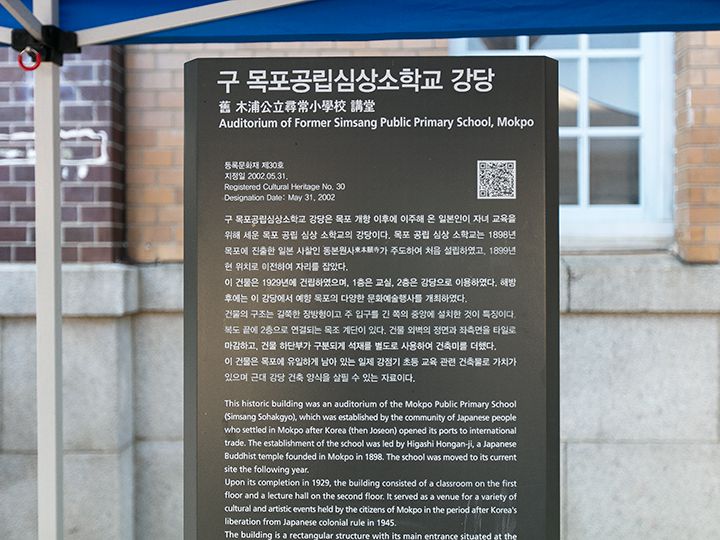 구 목포공립심상소학교 강당
舊 木浦公立尋常小學校 講堂
Auditorium of Former Simsang Public Primary School, Mokpo
등록문화재 제30호
지정일 2002.05.31.
Registered Cultural Heritage No. 30
Designation Date: May 31, 2002
구 목포공립심상소학교 강당은 목포 개항 이후에 이주해 온 일본인이 자녀 교육을
위해 세운 목포 공립 심상 소학교의 강당이다. 목포 공립 심상 소학교는 1898년
목포에 진출한 일본 사찰인 동본원사東本願寺가 주도하여 처음 설립하였고, 1899년
현 위치로 이전하여 자리를 잡았다.
이 건물은 1929년에 건립하였으며, 1층은 교실, 2층은 강당으로 이용하였다. 해방
후에는 이 강당에서 예향 목포의 다양한 문화예술행사를 개최하였다.
건물의 구조는 길쭉한 장방형이고 주 입구를 긴 쪽의 중앙에 설치한 것이 특징이다.
복도 끝에 2층으로 연결되는 목조 계단이 있다. 건물 외벽의 정면과 좌측면을 타일로
마감하고, 건물 하단부가 구분되게 석재를 별도로 사용하여 건축미를 더했다.
이 건물은 목포에 유일하게 남아 있는 일제 강점기 초등 교육 관련 건축물로 가치가
있으며 근대 강당 건축 양식을 살필 수 있는 자료이다.
This historic building was an auditorium of the Mokpo Public Primary School
(Simsang Sohakgyo), which was established by the community of Japanese people
who settled in Mokpo after Korea (then Joseon) opened its ports to international
trade. The establishment of the school was led by Higashi Hongan-ji, a Japanese
Buddhist temple founded in Mokpo in 1898. The school was moved to its current
site the following year.
Upon its completion in 1929, the building consisted of a classroom on the first
floor and a lecture hall on the second floor. It served as a venue for a variety of
cultural and artistic events held by the citizens of Mokpo in the period after Korea's
liberation from Japanese colonial rule in 1945.
The building is a rectangular structure with its main entrance situated at the